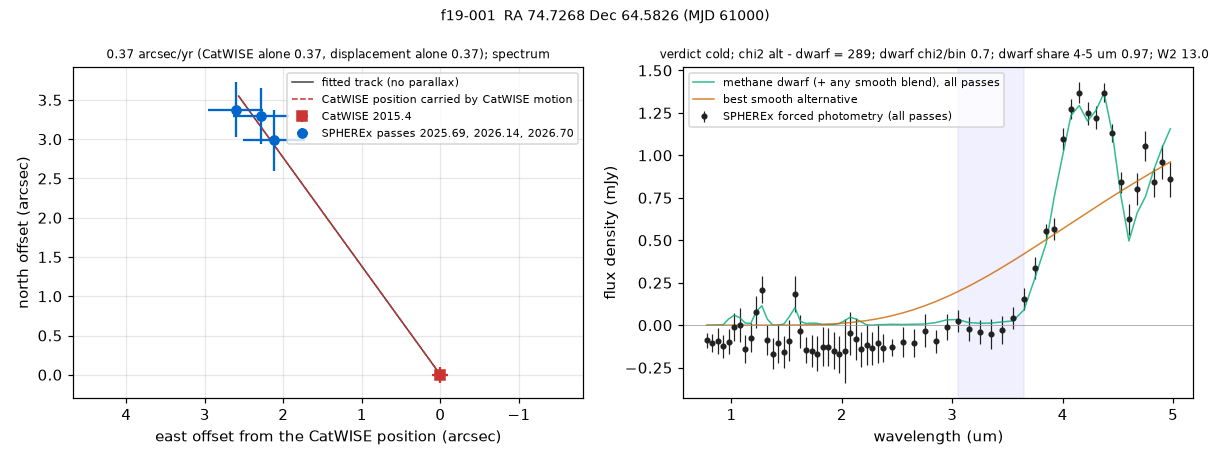 f19-001  RA 74.7268 Dec 64.5826 (MJD 61000)
0.37 arcsec/yr (CatWISE alone 0.37, displacement alone 0.37); spectrum
fitted track (no parallax)
CatWISE position carried by CatWISE motion
CatWISE 2015.4
SPHEREx passes 2025.69, 2026.14, 2026.70
north offset (arcsec)
3.5
3.0
2.5
2.0
1.5
1.0
0.5
0.0
4 3 2 1 0 −1
east offset from the CatWISE position (arcsec)
verdict cold; chi2 alt - dwarf = 289; dwarf chi2/bin 0.7; dwarf share 4-5 um 0.97; W2 13.0
methane dwarf (+ any smooth blend), all passes
best smooth alternative
SPHEREx forced photometry (all passes)
flux density (mJy)
1.50
1.25
1.00
0.75
0.50
0.25
0.00
−0.25
1 2 3 4 5
wavelength (um)